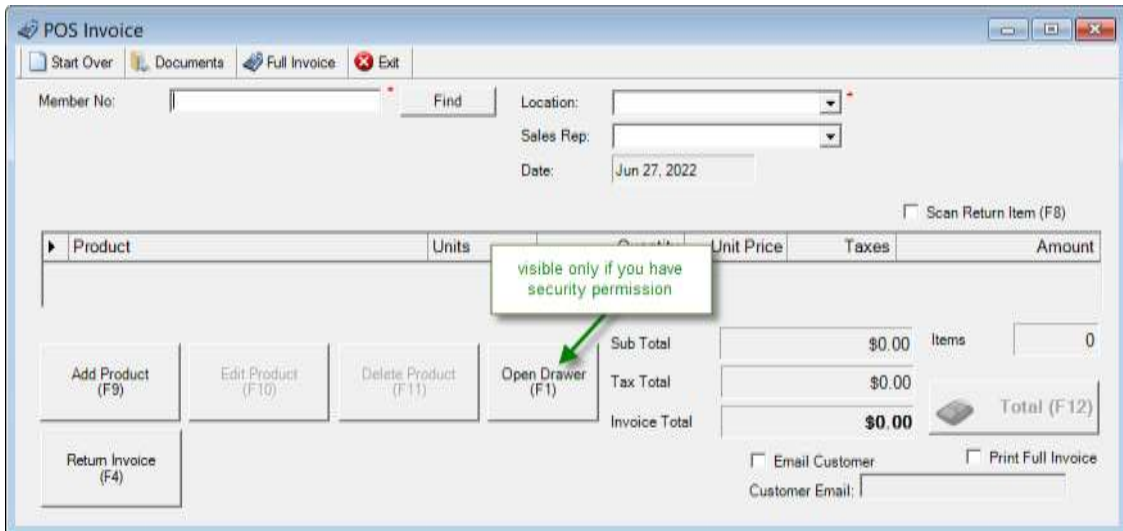 POS Invoice
Start Over Documents Full Invoice Exit
Member No: * Find Location: *
Sales Rep:
Date: Jun 27, 2022
Scan Return Item (F8)
Product Units Quantity Unit Price Taxes Amount
visible only if you have
security permission
Sub Total $0.00 Items 0
Add Product
(F9)
Edit Product
(F10)
Delete Product
(F11)
Open Drawer
(F1)
Tax Total $0.00
Total (F12)
Invoice Total $0.00
Return Invoice
(F4)
Email Customer Print Full Invoice
Customer Email: